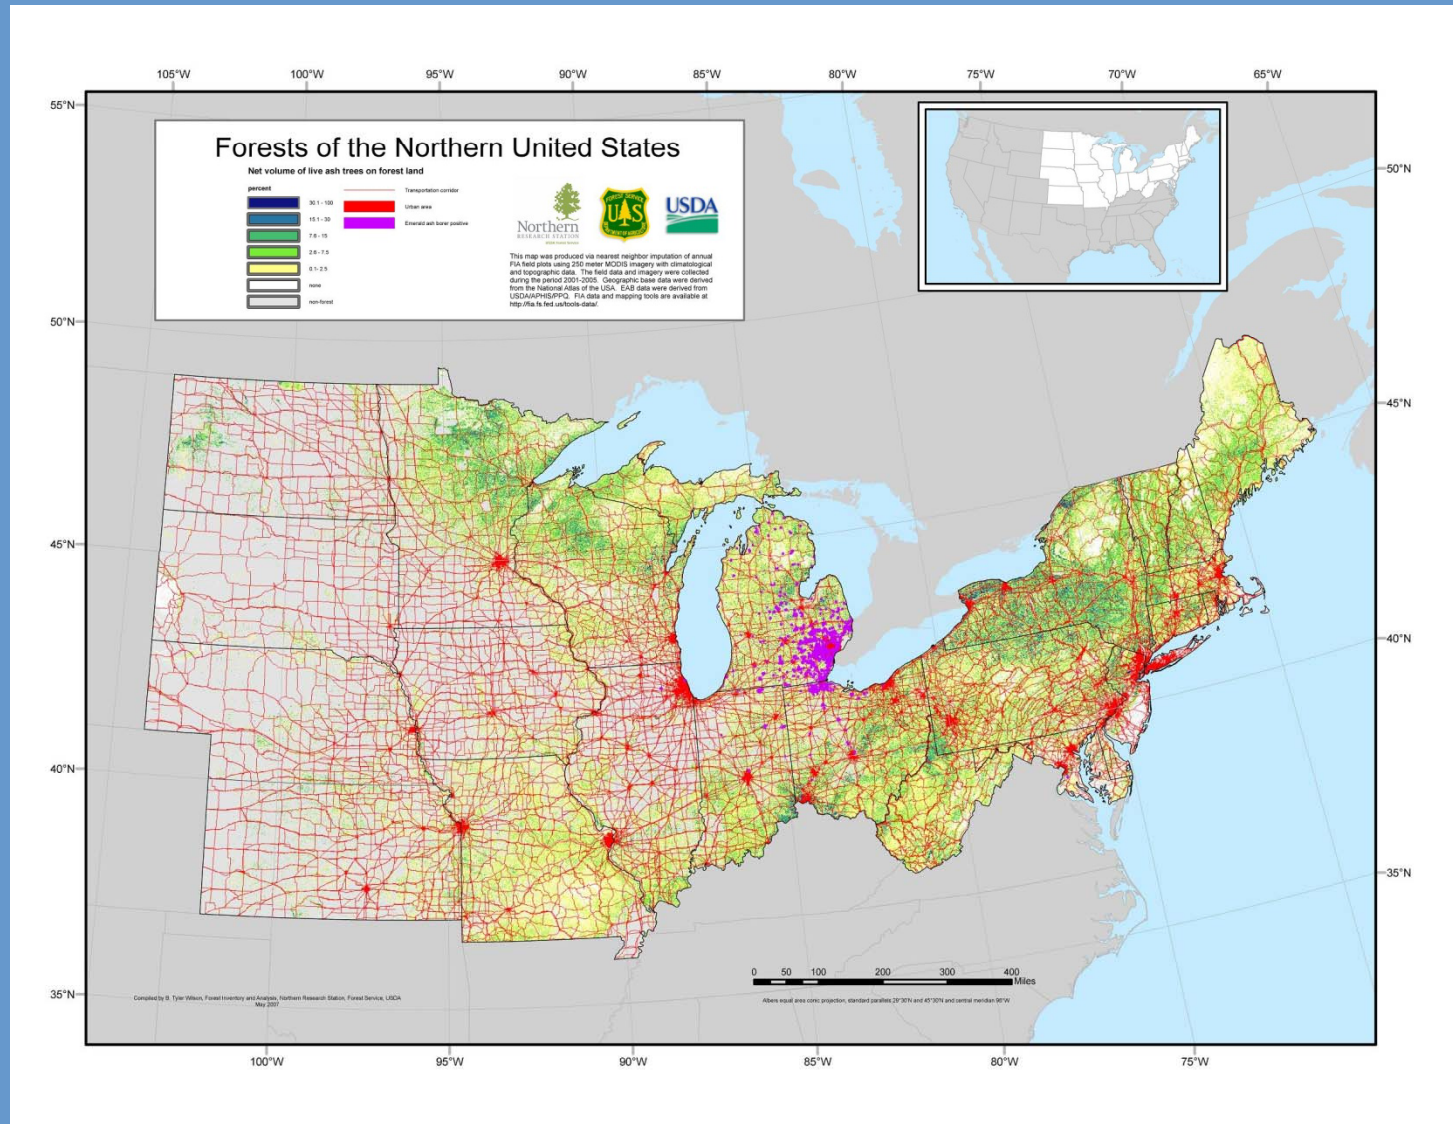 105°W 100°W 95°W 90°W 85°W 80°W 75°W 70°W 65°W
55°N
Forests of the Northern United States
Net volume of live ash trees on forest land
percent
30.1 - 100
15.1 - 30
7.6 - 15
2.6 - 7.5
0.1- 2.5
none
non-forest
Transportation corridor
Urban area
Emerald ash borer positive
Northern
RESEARCH STATION
USDA Forest Service
FOREST SERVICE
U S
DEPARTMENT OF AGRICULTURE
USDA
This map was produced via nearest neighbor imputation of annual
FIA field plots using 250 meter MODIS imagery with climatological
and topographic data. The field data and imagery were collected
during the period 2001-2005. Geographic base data were derived
from the National Atlas of the USA. EAB data were derived from
USDA/APHIS/PPQ. FIA data and mapping tools are available at
http://fia.fs.fed.us/tools-data/.
50°N
50°N
45°N
45°N
40°N
40°N
35°N
35°N
0 50 100 200 300 400
Miles
Albers equal area conic projection, standard parallels 29°30'N and 45°30'N and central meridian 96°W
Compiled by B. Tyler Wilson, Forest Inventory and Analysis, Northern Research Station, Forest Service, USDA
May 2007
100°W 95°W 90°W 85°W 80°W 75°W